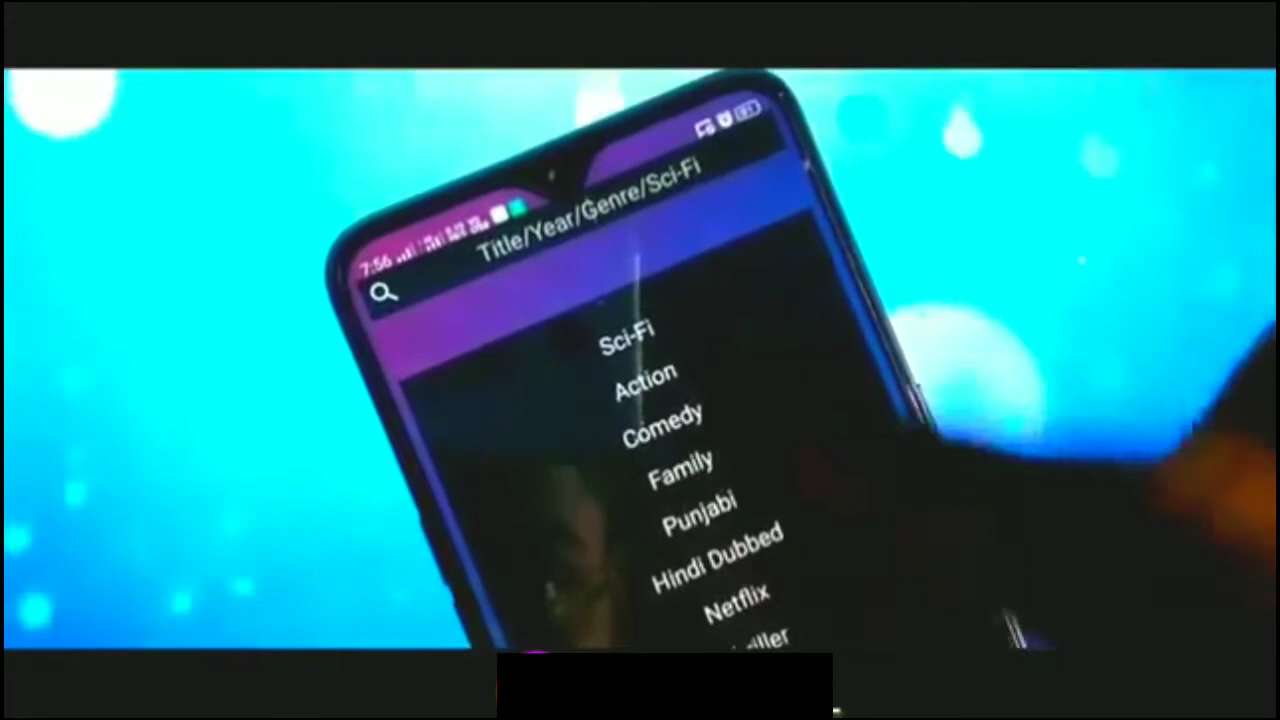 7:56
Title/Year/Genre/Sci-Fi
Sci-Fi
Action
Comedy
Family
Punjabi
Hindi Dubbed
Netflix